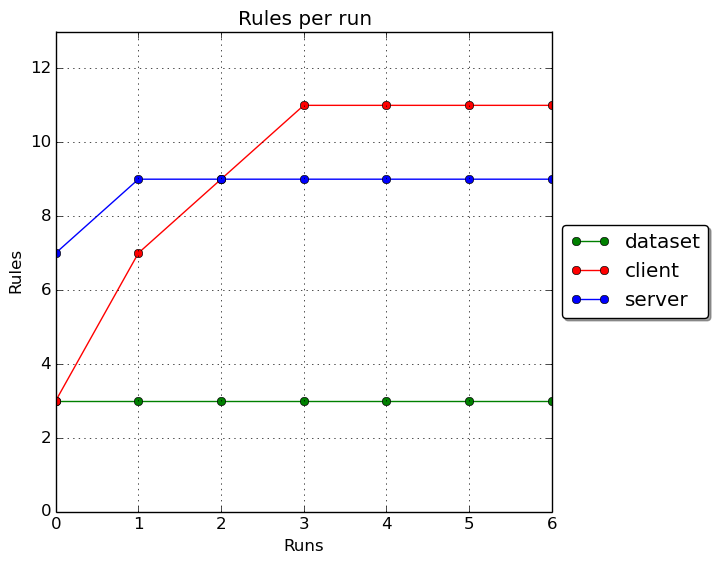 Rules per run
12
10
8
6
4
2
0
Rules
0 1 2 3 4 5 6
Runs
dataset
client
server